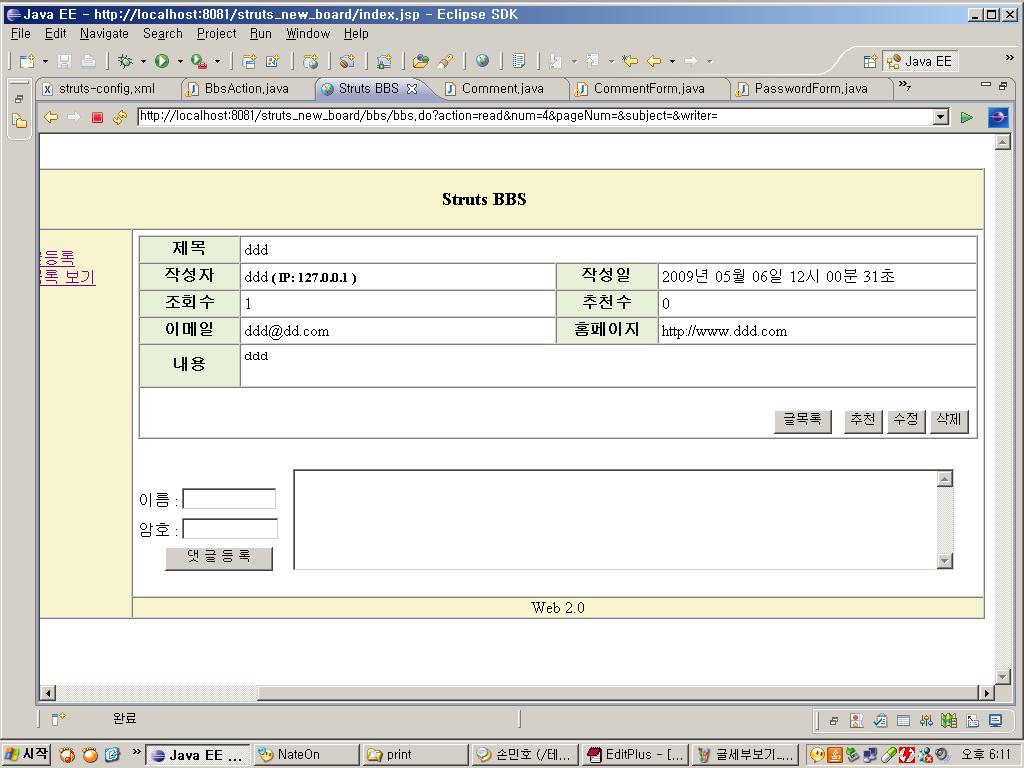 Java EE - http://localhost:8081/struts_new_board/index.jsp - Eclipse SDK
File Edit Navigate Search Project Run Window Help
Java EE
struts-config.xml BbsAction.java Struts BBS Comment.java CommentForm.java PasswordForm.java »7
http://localhost:8081/struts_new_board/bbs/bbs.do?action=read&num=4&pageNum=&subject=&writer=
Struts BBS
등록
록 보기
제목 ddd
작성자 ddd ( IP: 127.0.0.1 ) 작성일 2009년 05월 06일 12시 00분 31초
조회수 1 추천수 0
이메일 ddd@dd.com 홈페이지 http://www.ddd.com
내용 ddd
글목록 추천 수정 삭제
이름 :
암호 :
댓 글 등 록
Web 2.0
완료
시작 Java EE ... NateOn print 손민호 (/테... EditPlus - [... 글세부보기_... 오후 6:11